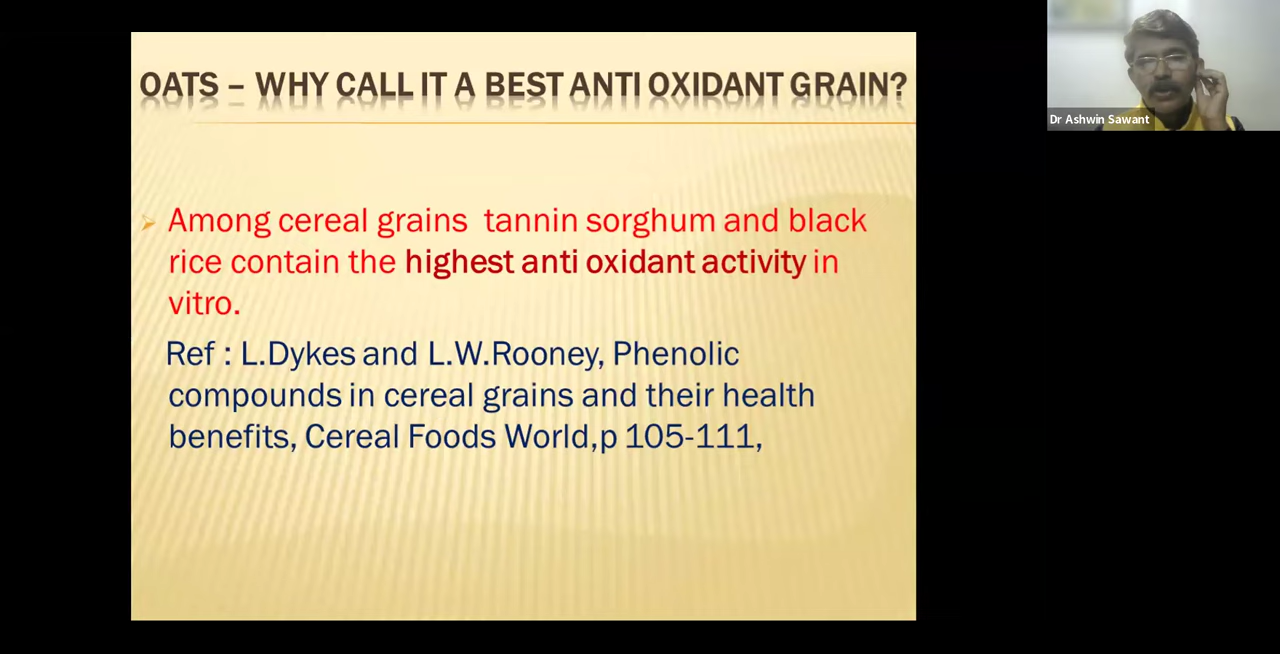 OATS – WHY CALL IT A BEST ANTI OXIDANT GRAIN?
Among cereal grains tannin sorghum and black
rice contain the highest anti oxidant activity in
vitro.
Ref : L.Dykes and L.W.Rooney, Phenolic
compounds in cereal grains and their health
benefits, Cereal Foods World,p 105-111,
Dr Ashwin Sawant